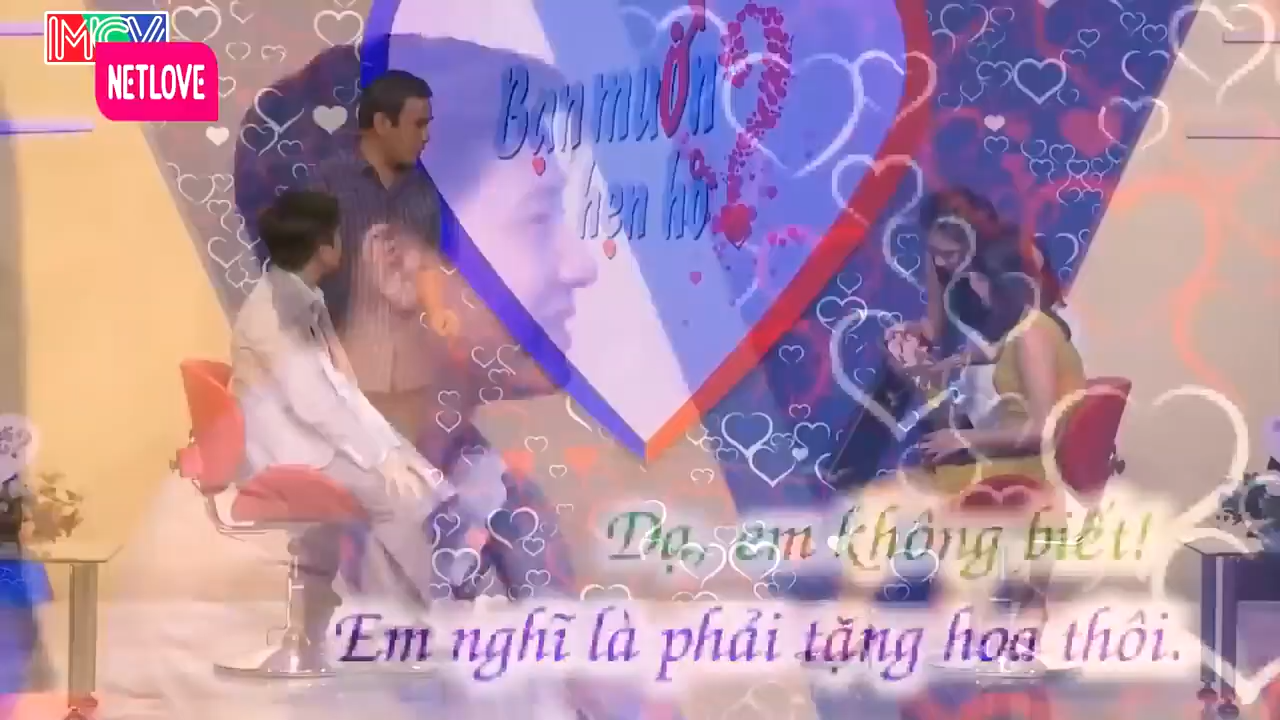 MCV
NETLOVE
Bạn muốn
hẹn hò
Dạ, em không biết!
Em nghĩ là phải tặng hoa thôi.